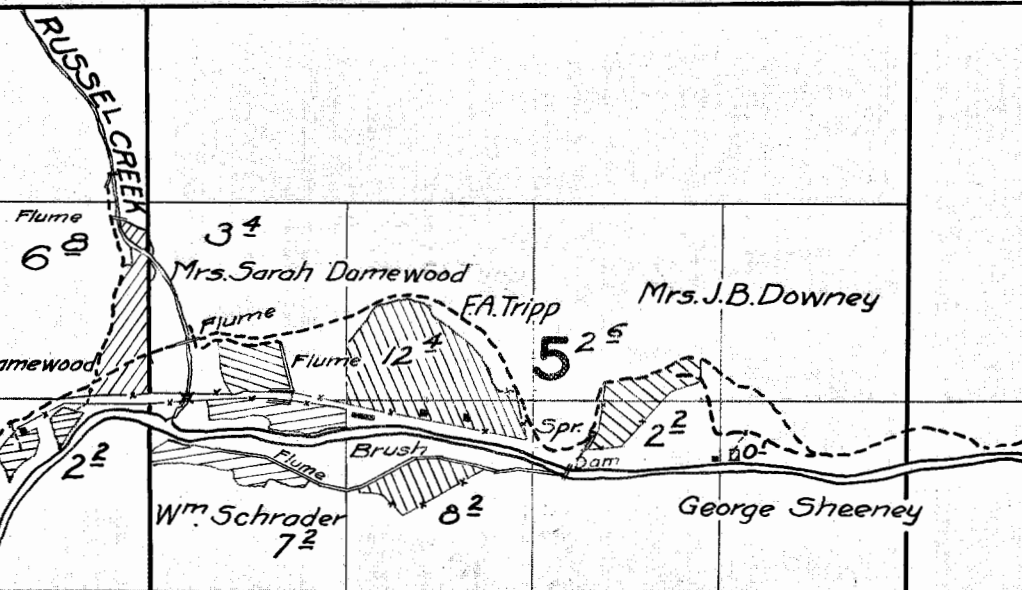 RUSSEL CREEK
Flume
6 8
3 4
Mrs. Sarah Damewood
Flume
F.A. Tripp
Mrs. J.B. Downey
amewood
Flume
12 4
5
2 6
2 2
Spr.
2 2
Brush
Flume
Dam
O-
Wm. Schrader
7 2
8 2
George Sheeney